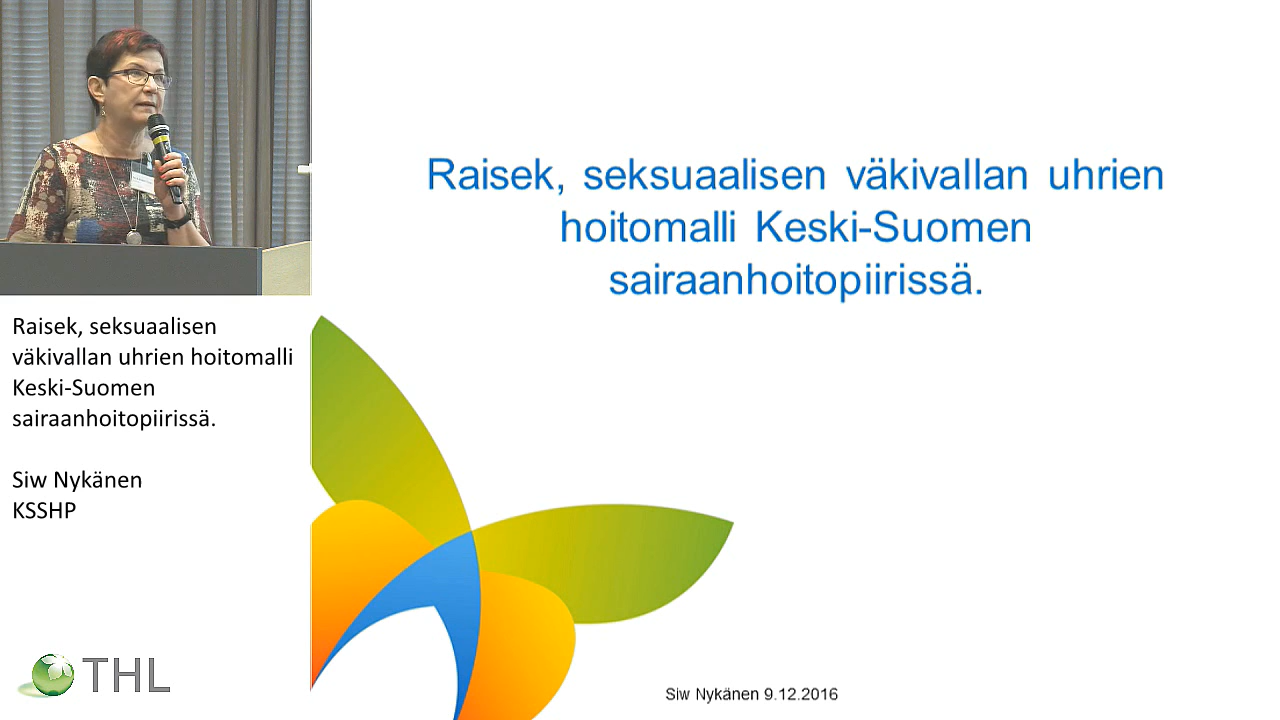 Raisek, seksuaalisen väkivallan uhrien
hoitomalli Keski-Suomen
sairaanhoitopiirissä.
Raisek, seksuaalisen
väkivallan uhrien hoitomalli
Keski-Suomen
sairaanhoitopiirissä.
Siw Nykänen
KSSHP
THL
Siw Nykänen 9.12.2016